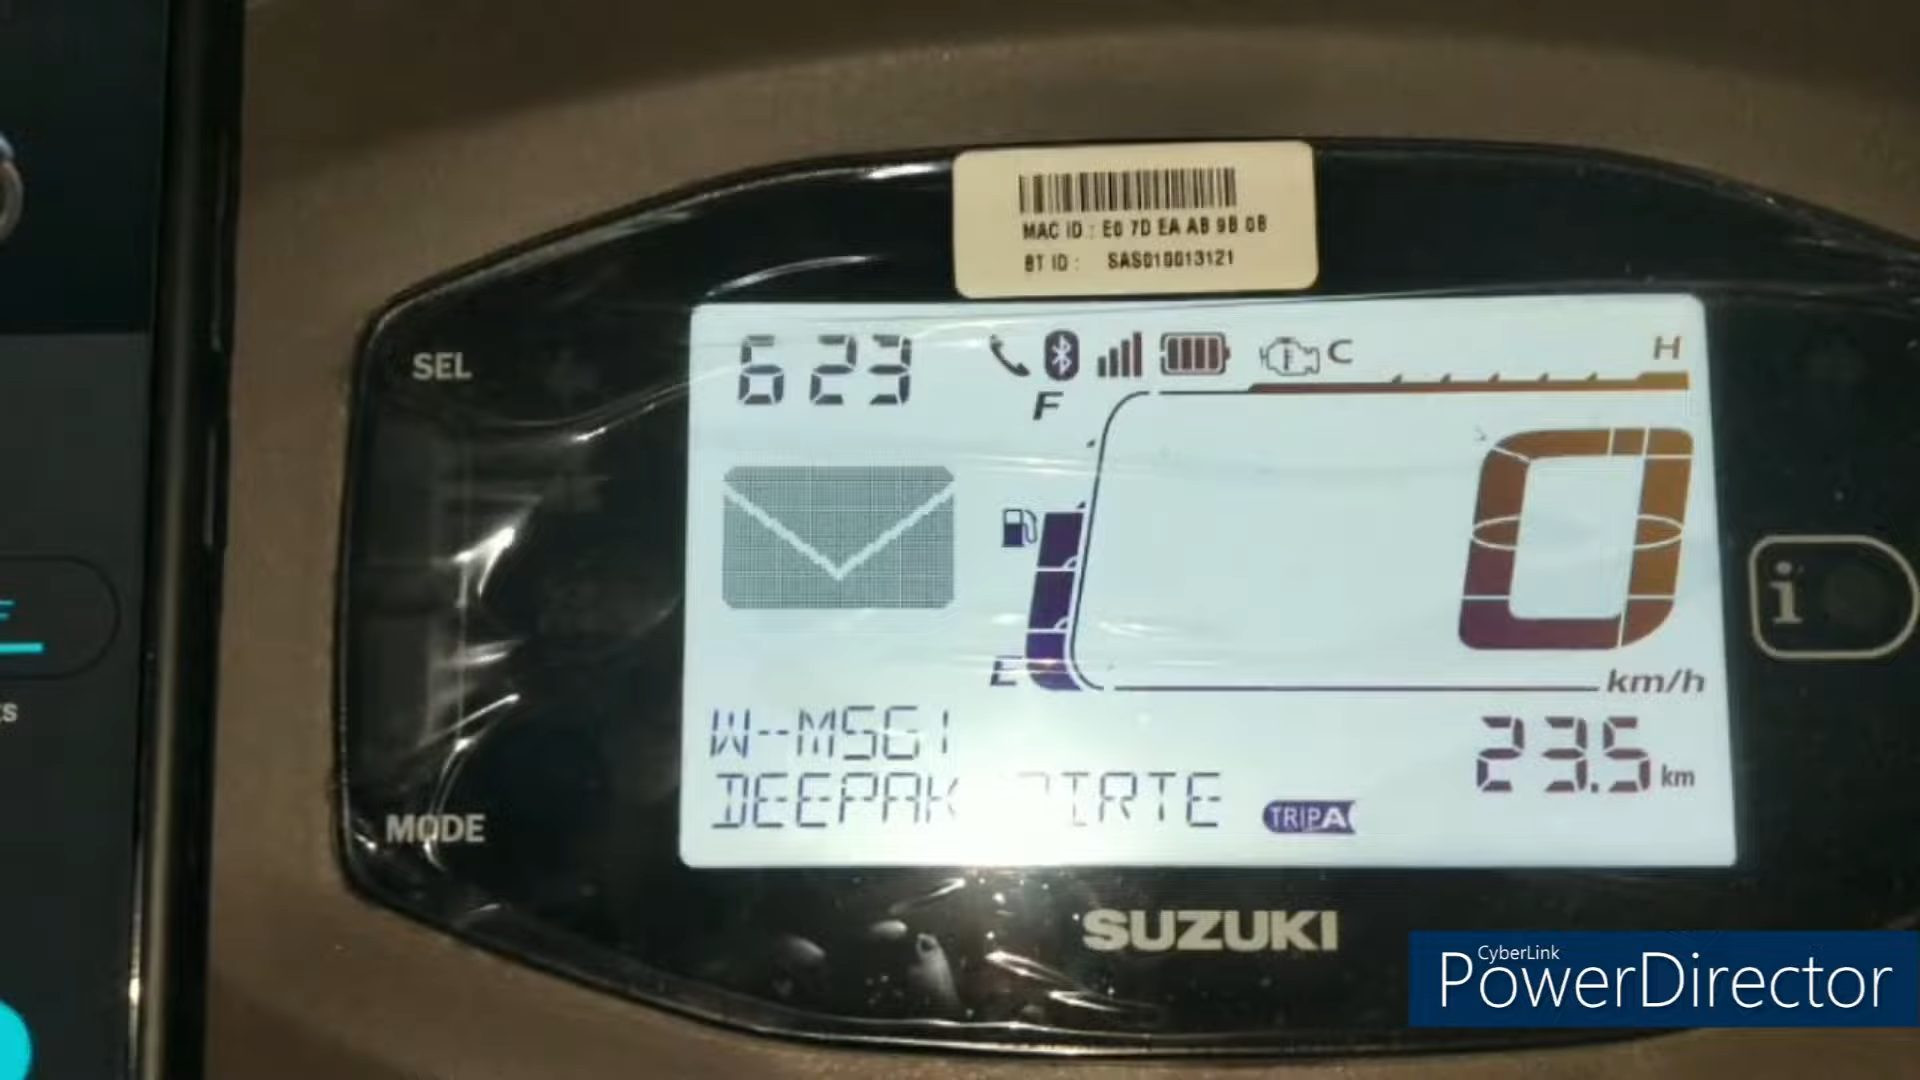 MAC ID : E0 7D EA AB 9B 0B
BT ID : SAS010013121
SEL
623
C
H
F
0
i
E
km/h
W--MSG1
23.5 km
DEEPAK
TRIP A
MODE
SUZUKI
CyberLink
PowerDirector